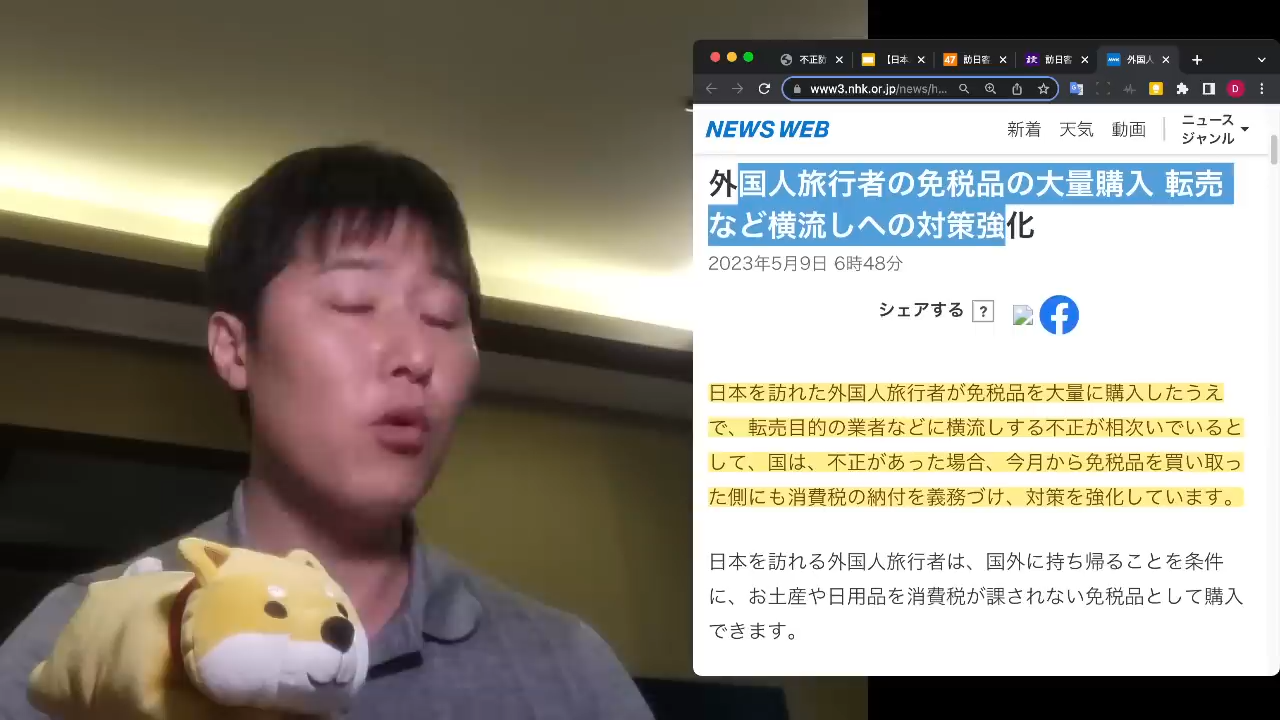 不正防
【日本
47 訪日客
訪日客
外国人
www3.nhk.or.jp/news/h...
D
NEWS WEB
新着 天気 動画
ニュース
ジャンル
外国人旅行者の免税品の大量購入 転売
など横流しへの対策強化
2023年5月9日 6時48分
シェアする ?
日本を訪れた外国人旅行者が免税品を大量に購入したうえ
で、転売目的の業者などに横流しする不正が相次いでいると
して、国は、不正があった場合、今月から免税品を買い取っ
た側にも消費税の納付を義務づけ、対策を強化しています。
日本を訪れる外国人旅行者は、国外に持ち帰ることを条件
に、お土産や日用品を消費税が課されない免税品として購入
できます。